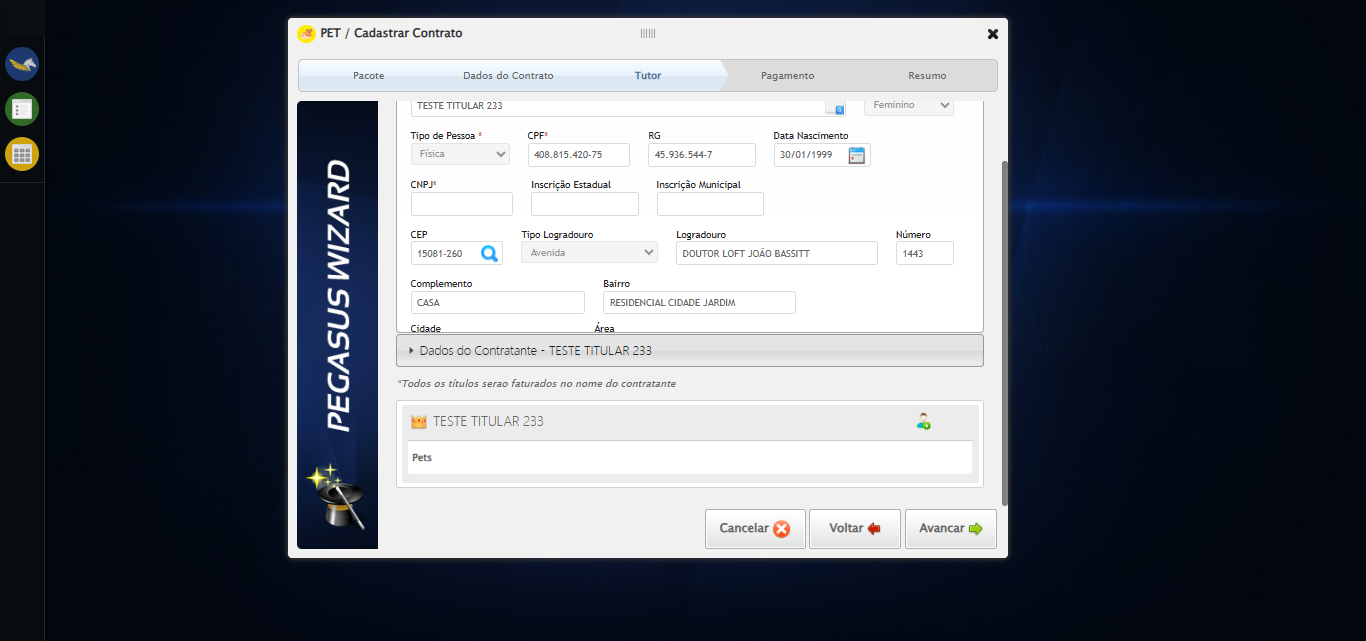 PET / Cadastrar Contrato
Pacote Dados do Contrato Tutor Pagamento Resumo
PEGASUS WIZARD
TESTE TITULAR 233 Feminino
Tipo de Pessoa * CPF* RG Data Nascimento
Física 408.815.420-75 45.936.544-7 30/01/1999
CNPJ* Inscrição Estadual Inscrição Municipal
CEP Tipo Logradouro Logradouro Número
15081-260 Avenida DOUTOR LOFT JOÃO BASSITT 1443
Complemento Bairro
CASA RESIDENCIAL CIDADE JARDIM
Cidade Área
Dados do Contratante - TESTE TITULAR 233
*Todos os títulos serao faturados no nome do contratante
TESTE TITULAR 233
Pets
Cancelar Voltar Avancar